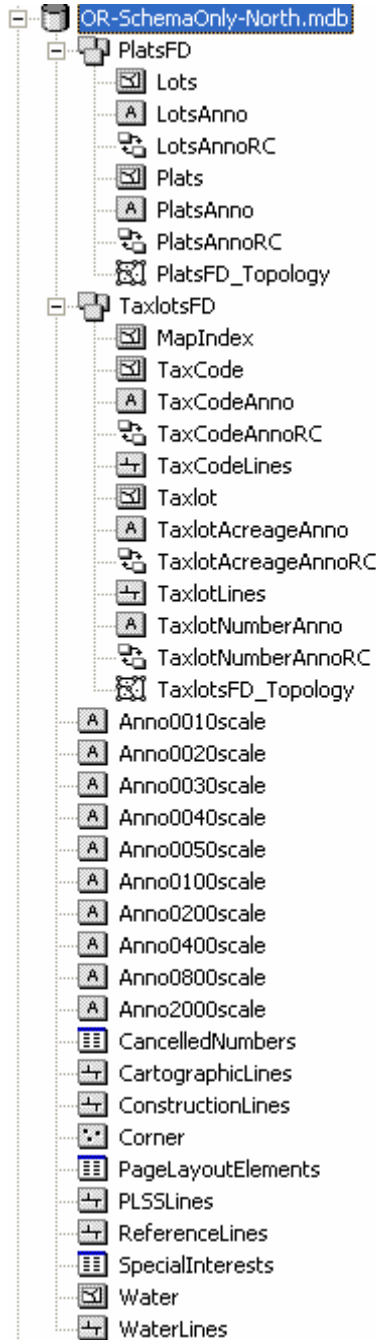 OR-SchemaOnly-North.mdb
PlatsFD
Lots
LotsAnno
LotsAnnoRC
Plats
PlatsAnno
PlatsAnnoRC
PlatsFD_Topology
TaxlotsFD
MapIndex
TaxCode
TaxCodeAnno
TaxCodeAnnoRC
TaxCodeLines
Taxlot
TaxlotAcreageAnno
TaxlotAcreageAnnoRC
TaxlotLines
TaxlotNumberAnno
TaxlotNumberAnnoRC
TaxlotsFD_Topology
Anno0010scale
Anno0020scale
Anno0030scale
Anno0040scale
Anno0050scale
Anno0100scale
Anno0200scale
Anno0400scale
Anno0800scale
Anno2000scale
CancelledNumbers
CartographicLines
ConstructionLines
Corner
PageLayoutElements
PLSSLines
ReferenceLines
SpecialInterests
Water
WaterLines